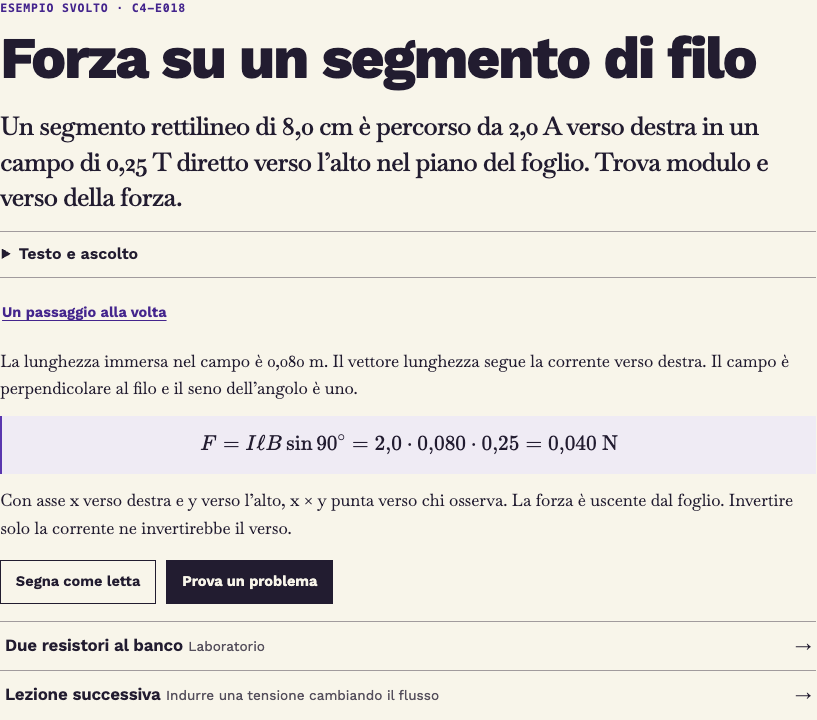 ESEMPIO SVOLTO · C4-E018
Forza su un segmento di filo
Un segmento rettilineo di 8,0 cm è percorso da 2,0 A verso destra in un
campo di 0,25 T diretto verso l’alto nel piano del foglio. Trova modulo e
verso della forza.
▶ Testo e ascolto
Un passaggio alla volta
La lunghezza immersa nel campo è 0,080 m. Il vettore lunghezza segue la corrente verso destra. Il campo è
perpendicolare al filo e il seno dell’angolo è uno.
F = IℓB sin 90° = 2,0 · 0,080 · 0,25 = 0,040 N
Con asse x verso destra e y verso l’alto, x × y punta verso chi osserva. La forza è uscente dal foglio. Invertire
solo la corrente ne invertirebbe il verso.
Segna come letta Prova un problema
Due resistori al banco Laboratorio →
Lezione successiva Indurre una tensione cambiando il flusso →